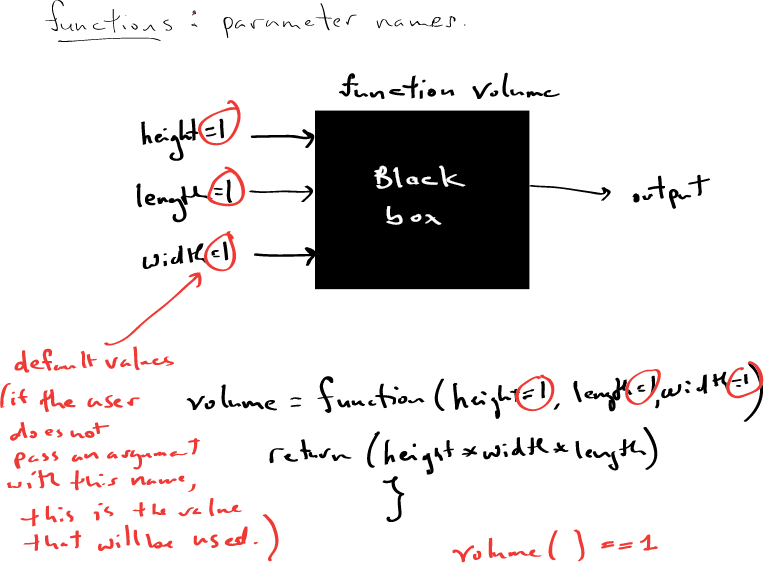 functions : parameter names.
function volume
height=1
length=1
width=1
Black
box
output
default values
(if the user
does not
pass an argument
with this name,
this is the value
that will be used.)
volume = function (height=1, length=1, width=1)
return (height * width * length)
}
volume( ) == 1